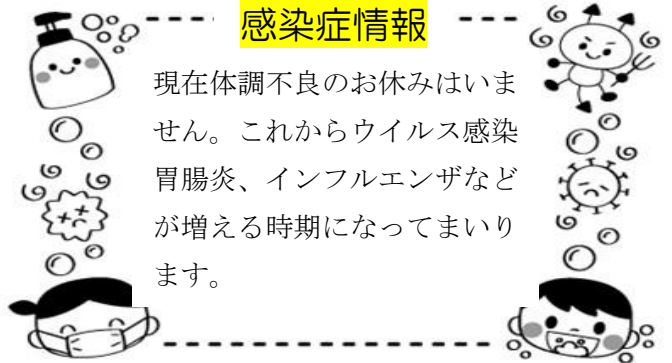 感染症情報
現在体調不良のお休みはいま
せん。これからウイルス感染
胃腸炎、インフルエンザなど
が増える時期になってまいり
ます。